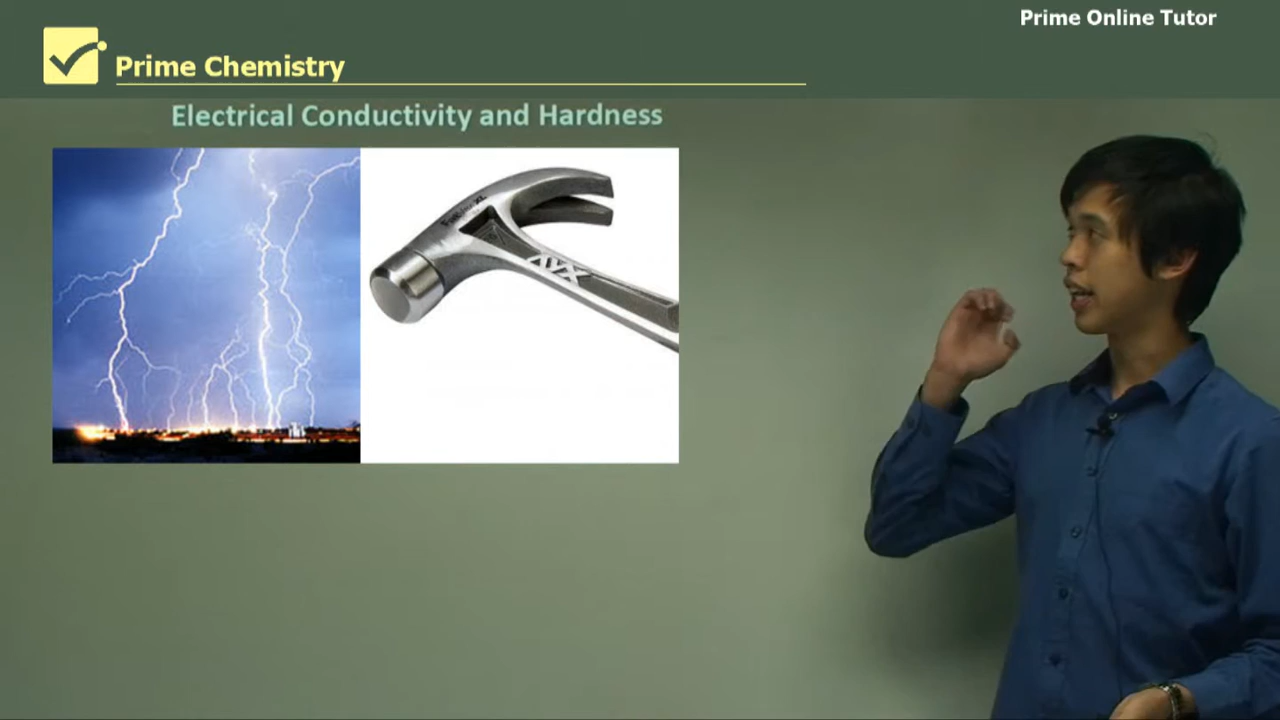 Prime Online Tutor
Prime Chemistry
Electrical Conductivity and Hardness